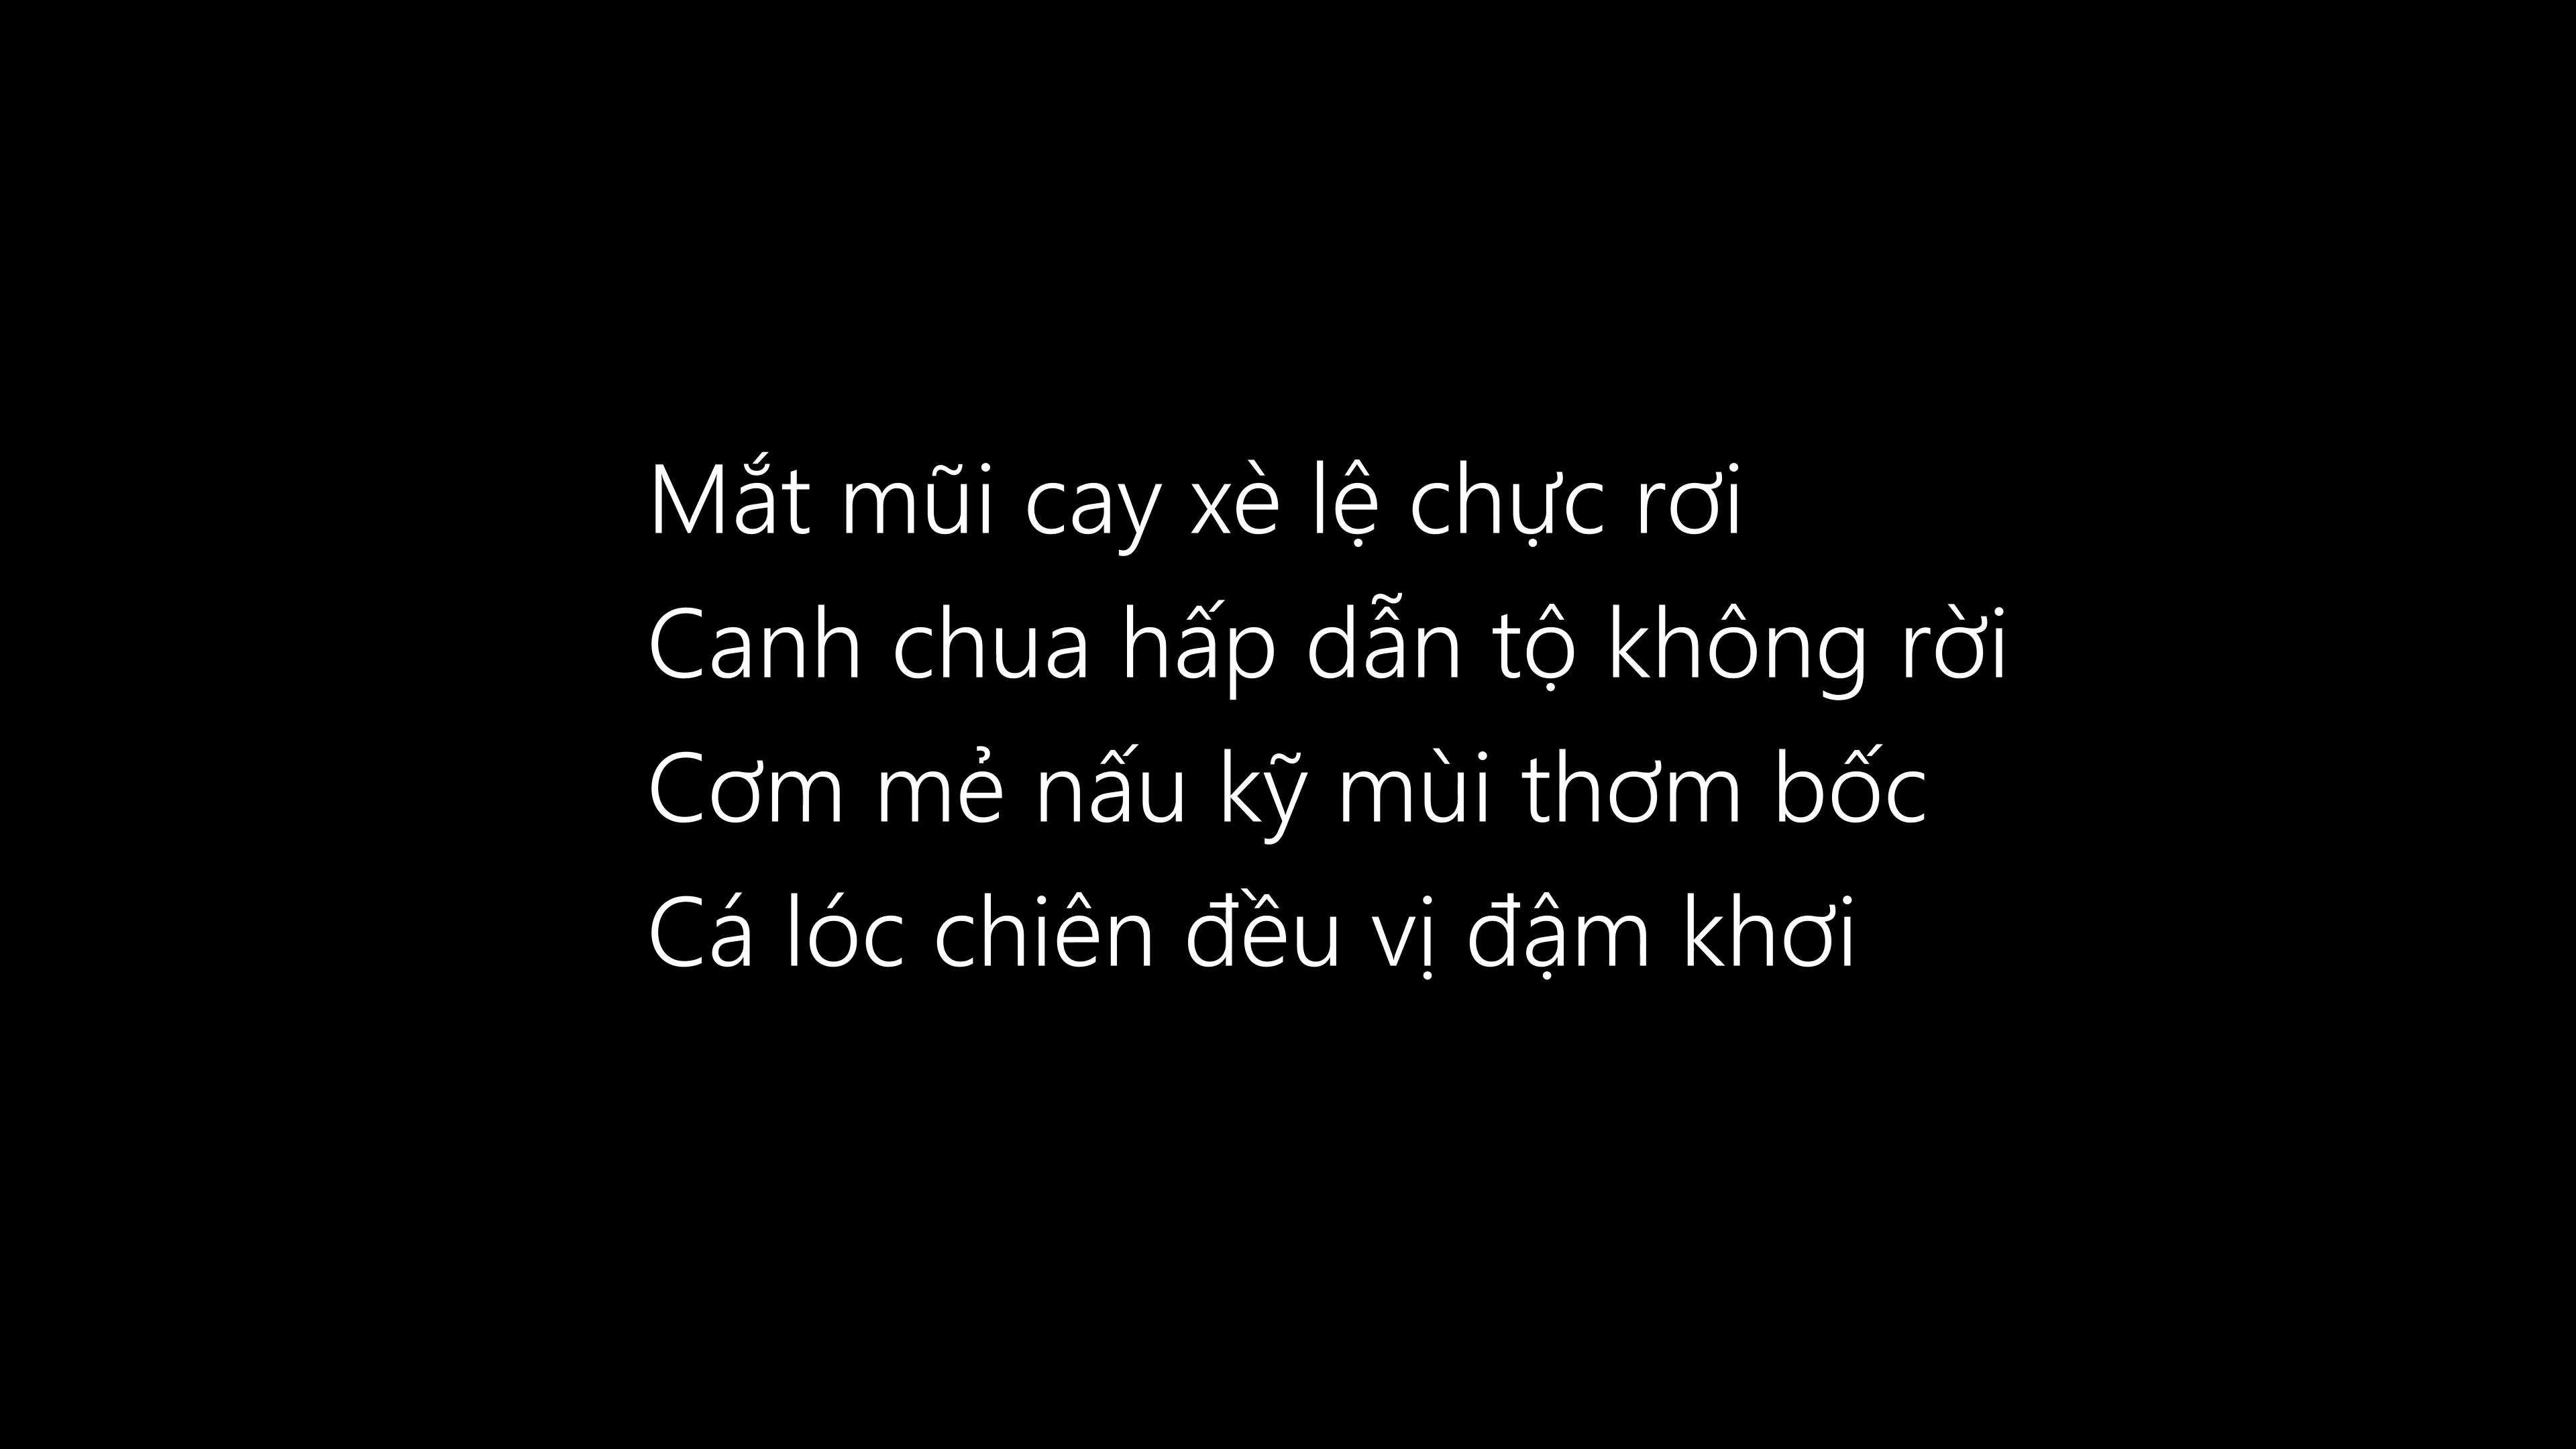 Mắt mũi cay xè lệ chực rơi
Canh chua hấp dẫn tộ không rời
Cơm mẻ nấu kỹ mùi thơm bốc
Cá lóc chiên đều vị đậm khơi